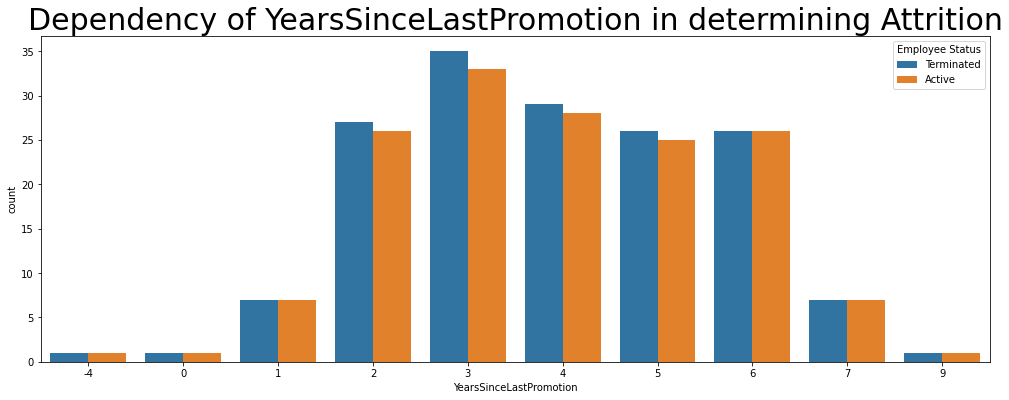 Dependency of YearsSinceLastPromotion in determining Attrition
Employee Status
Terminated
Active
35
30
25
20
15
10
5
0
count
-4 0 1 2 3 4 5 6 7 9
YearsSinceLastPromotion